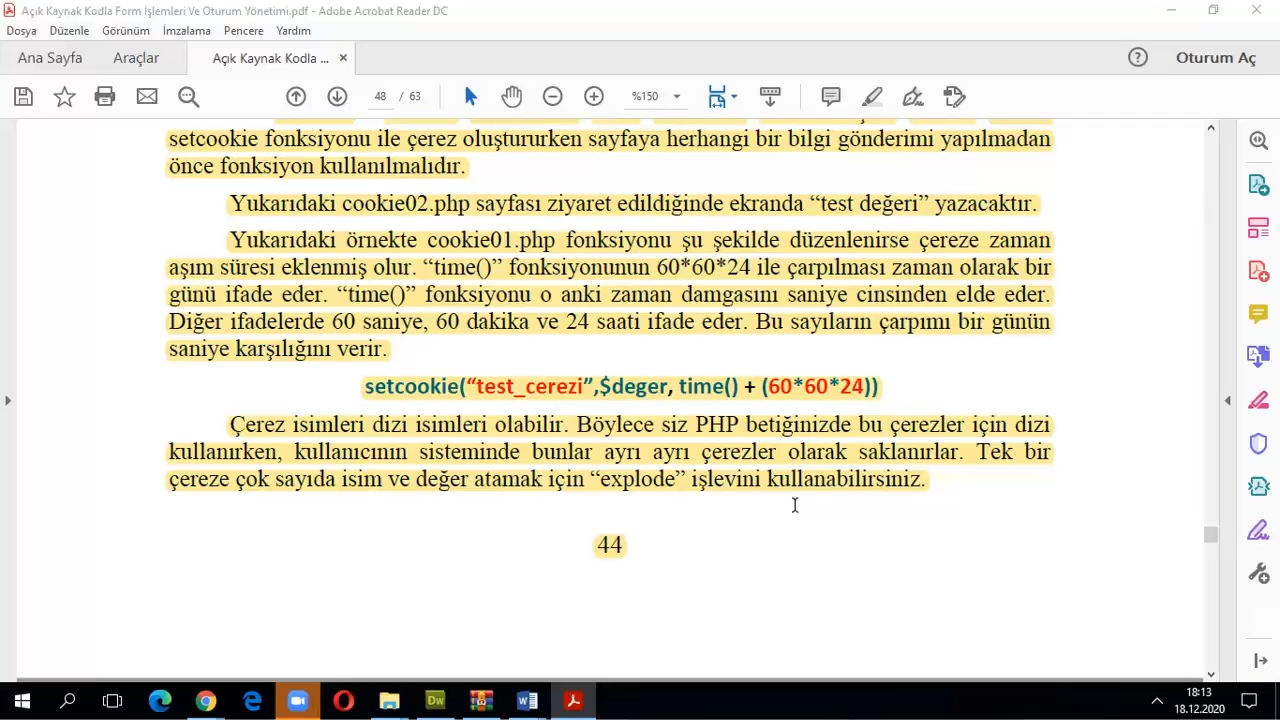 Açık Kaynak Kodla Form İşlemleri Ve Oturum Yönetimi.pdf - Adobe Acrobat Reader DC
Dosya Düzenle Görünüm İmzalama Pencere Yardım
Ana Sayfa Araçlar Açık Kaynak Kodla ... × Oturum Aç
48 / 63 %150
setcookie fonksiyonu ile çerez oluştururken sayfaya herhangi bir bilgi gönderimi yapılmadan
önce fonksiyon kullanılmalıdır.
Yukarıdaki cookie02.php sayfası ziyaret edildiğinde ekranda “test değeri” yazacaktır.
Yukarıdaki örnekte cookie01.php fonksiyonu şu şekilde düzenlenirse çereze zaman
aşım süresi eklenmiş olur. “time()” fonksiyonunun 60*60*24 ile çarpılması zaman olarak bir
günü ifade eder. “time()” fonksiyonu o anki zaman damgasını saniye cinsinden elde eder.
Diğer ifadelerde 60 saniye, 60 dakika ve 24 saati ifade eder. Bu sayıların çarpımı bir günün
saniye karşılığını verir.
setcookie(“test_cerezi”,$deger, time() + (60*60*24))
Çerez isimleri dizi isimleri olabilir. Böylece siz PHP betiğinizde bu çerezler için dizi
kullanırken, kullanıcının sisteminde bunlar ayrı ayrı çerezler olarak saklanırlar. Tek bir
çereze çok sayıda isim ve değer atamak için “explode” işlevini kullanabilirsiniz.
44
18:13
18.12.2020